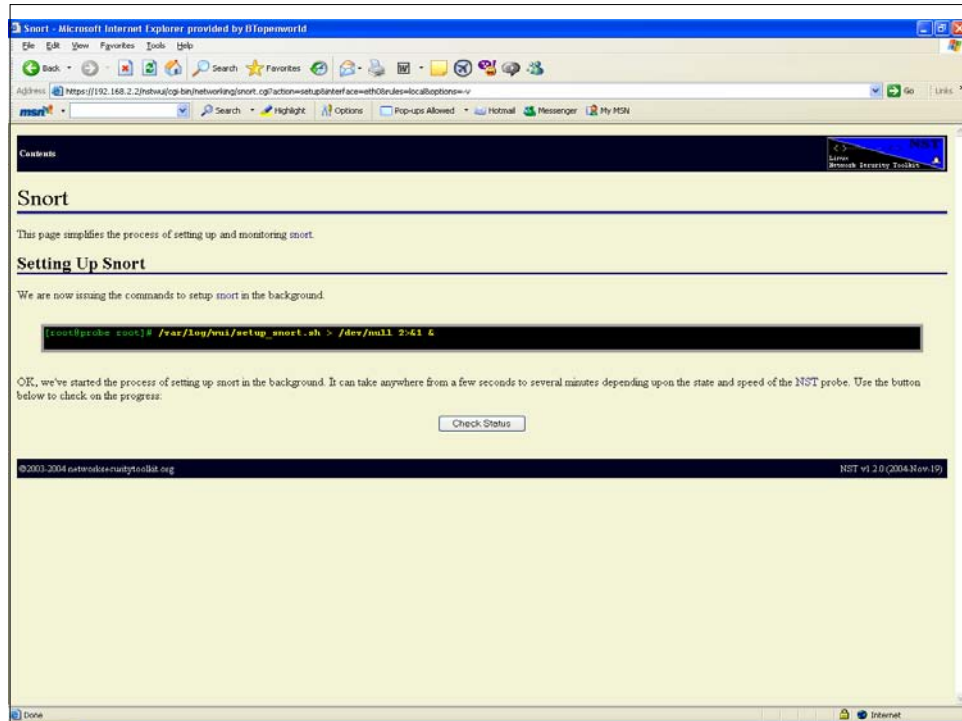 Snort - Microsoft Internet Explorer provided by BTopenworld
File Edit View Favorites Tools Help
Back Search Favorites
Address https://192.168.2.2/nstwui/cgi-bin/networking/snort.cgi?action=setup&interface=eth0&rules=local&options=-v Go Links
msn Search Highlight Options Pop-ups Allowed Hotmail Messenger My MSN
Contents
NST
Linux
Network Security Toolkit
Snort
This page simplifies the process of setting up and monitoring snort.
Setting Up Snort
We are now issuing the commands to setup snort in the background.
[root@probe root]# /var/log/wui/setup_snort.sh > /dev/null 2>&1 &
OK, we've started the process of setting up snort in the background. It can take anywhere from a few seconds to several minutes depending upon the state and speed of the NST probe. Use the button
below to check on the progress:
Check Status
©2003-2004 networksecuritytoolkit.org NST v1.2.0 (2004-Nov-19)
Done Internet